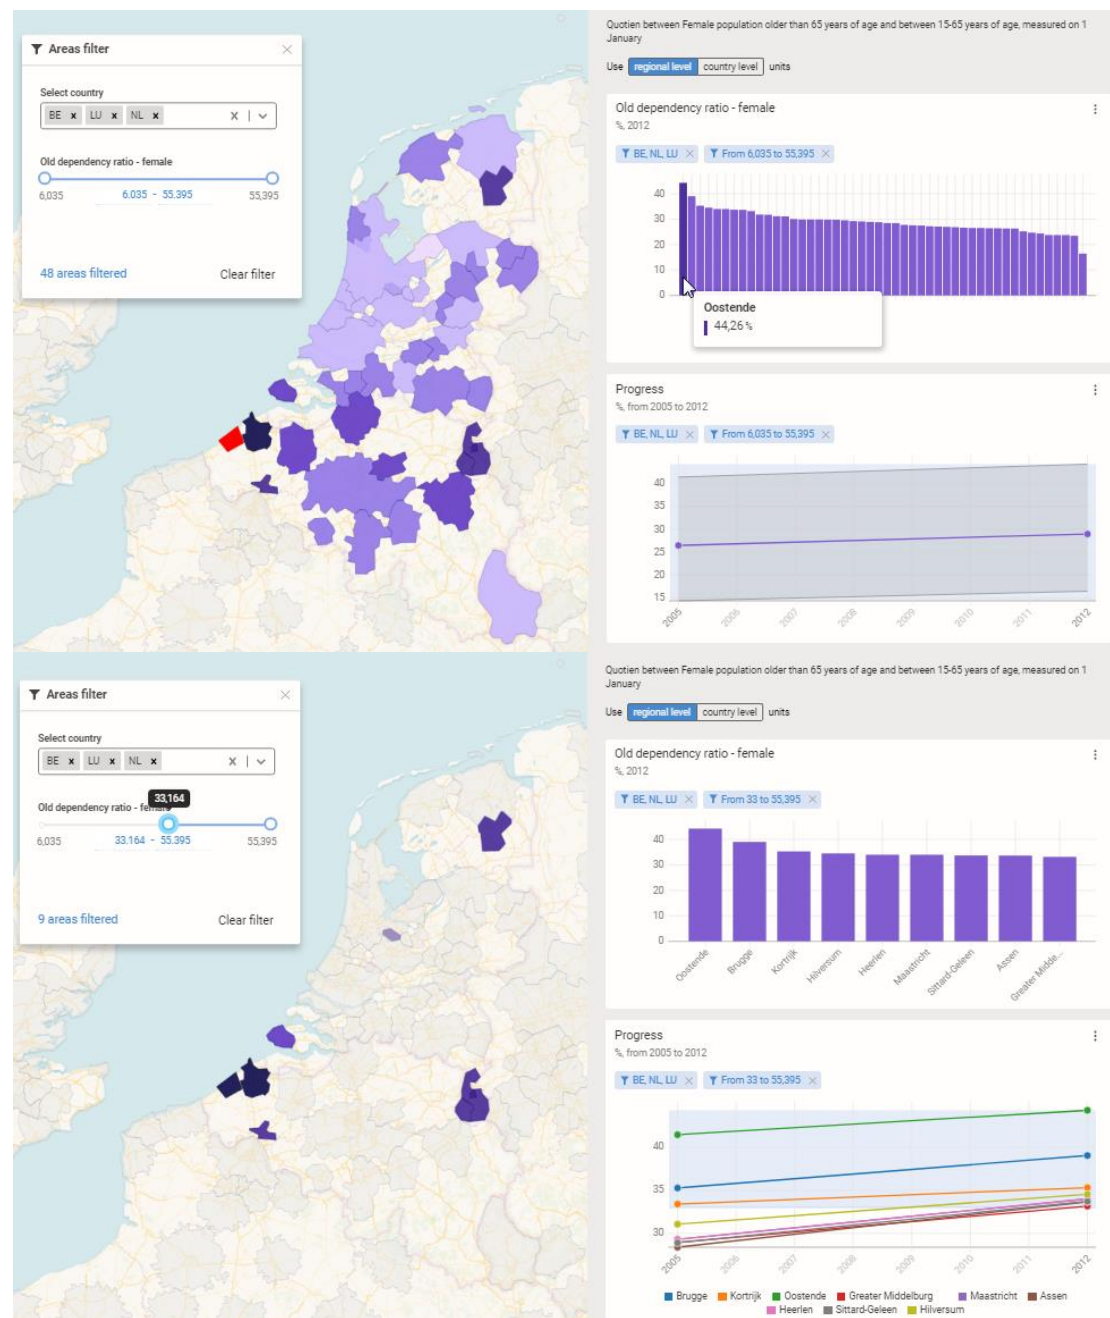 Areas filter ×
Select country
BE × LU × NL × X
Old dependency ratio - female
6,035 6.035 - 55.395 55,395
48 areas filtered Clear filter
Quotien between Female population older than 65 years of age and between 15-65 years of age, measured on 1
January
Use regional level country level units
Old dependency ratio - female
%, 2012
BE, NL, LU × From 6,035 to 55,395 ×
40
30
20
10
0
Oostende
44,26 %
Progress
%, from 2005 to 2012
BE, NL, LU × From 6,035 to 55,395 ×
40
35
30
25
20
15
2005 2006 2007 2008 2009 2010 2011 2012
Areas filter ×
Select country
BE × LU × NL × X
33,164
Old dependency ratio - female
6,035 33.164 - 55.395 55,395
9 areas filtered Clear filter
Quotien between Female population older than 65 years of age and between 15-65 years of age, measured on 1
January
Use regional level country level units
Old dependency ratio - female
%, 2012
BE, NL, LU × From 33 to 55,395 ×
40
30
20
10
0
Oostende Brugge Kortrijk Hilversum Heerlen Maastricht Sittard-Geleen Assen Greater Midde...
Progress
%, from 2005 to 2012
BE, NL, LU × From 33 to 55,395 ×
40
35
30
2005 2006 2007 2008 2009 2010 2011 2012
Brugge Kortrijk Oostende Greater Middelburg Maastricht Assen
Heerlen Sittard-Geleen Hilversum